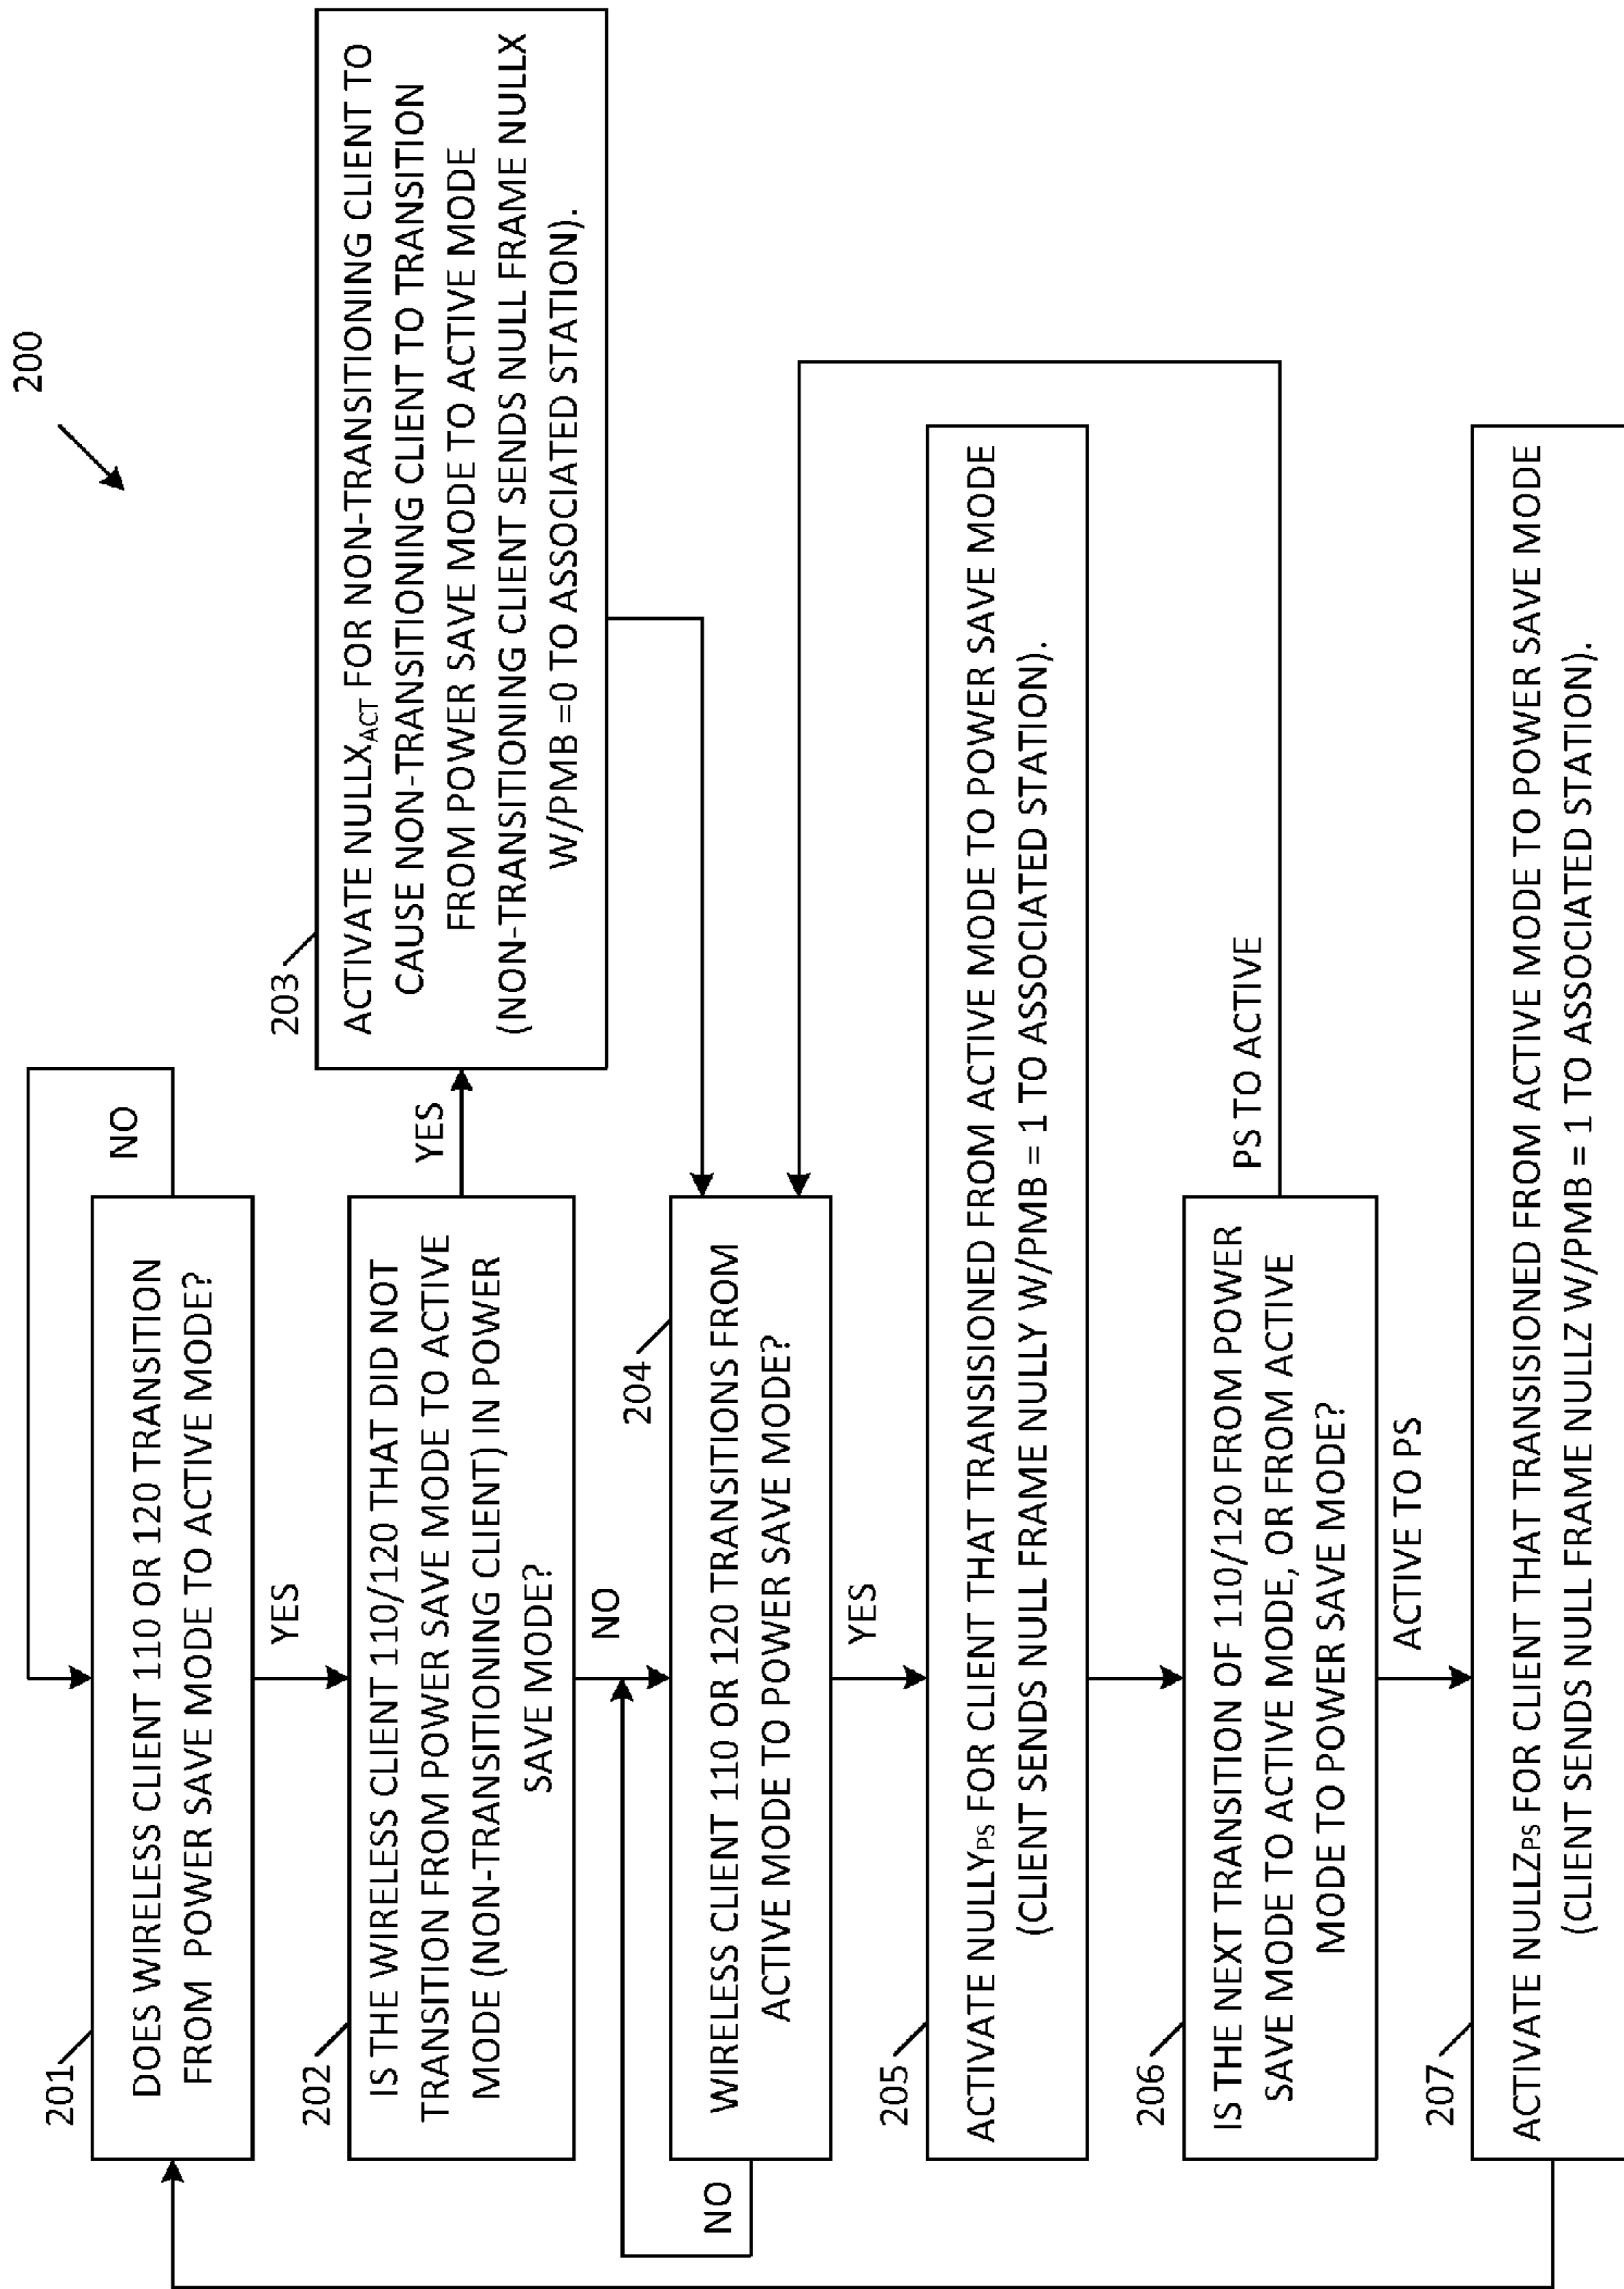 200
201
DOES WIRELESS CLIENT 110 OR 120 TRANSITION
FROM POWER SAVE MODE TO ACTIVE MODE?
NO
YES
202
IS THE WIRELESS CLIENT 110/120 THAT DID NOT
TRANSITION FROM POWER SAVE MODE TO ACTIVE
MODE (NON-TRANSITIONING CLIENT) IN POWER
SAVE MODE?
YES
203
ACTIVATE NULLX_ACT FOR NON-TRANSITIONING CLIENT TO
CAUSE NON-TRANSITIONING CLIENT TO TRANSITION
FROM POWER SAVE MODE TO ACTIVE MODE
(NON-TRANSITIONING CLIENT SENDS NULL FRAME NULLX
W/PMB =0 TO ASSOCIATED STATION).
NO
204
WIRELESS CLIENT 110 OR 120 TRANSITIONS FROM
ACTIVE MODE TO POWER SAVE MODE?
NO
YES
205
ACTIVATE NULLY_PS FOR CLIENT THAT TRANSISIONED FROM ACTIVE MODE TO POWER SAVE MODE
(CLIENT SENDS NULL FRAME NULLY W/PMB = 1 TO ASSOCIATED STATION).
206
IS THE NEXT TRANSITION OF 110/120 FROM POWER
SAVE MODE TO ACTIVE MODE, OR FROM ACTIVE
MODE TO POWER SAVE MODE?
PS TO ACTIVE
ACTIVE TO PS
207
ACTIVATE NULLZ_PS FOR CLIENT THAT TRANSISIONED FROM ACTIVE MODE TO POWER SAVE MODE
(CLIENT SENDS NULL FRAME NULLZ W/PMB = 1 TO ASSOCIATED STATION).